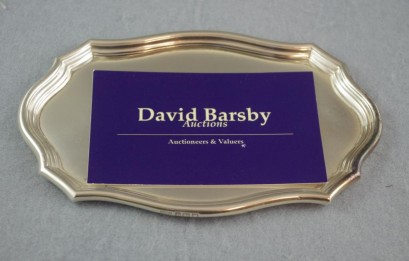 David Barsby
Auctions
Auctioneers & Valuers